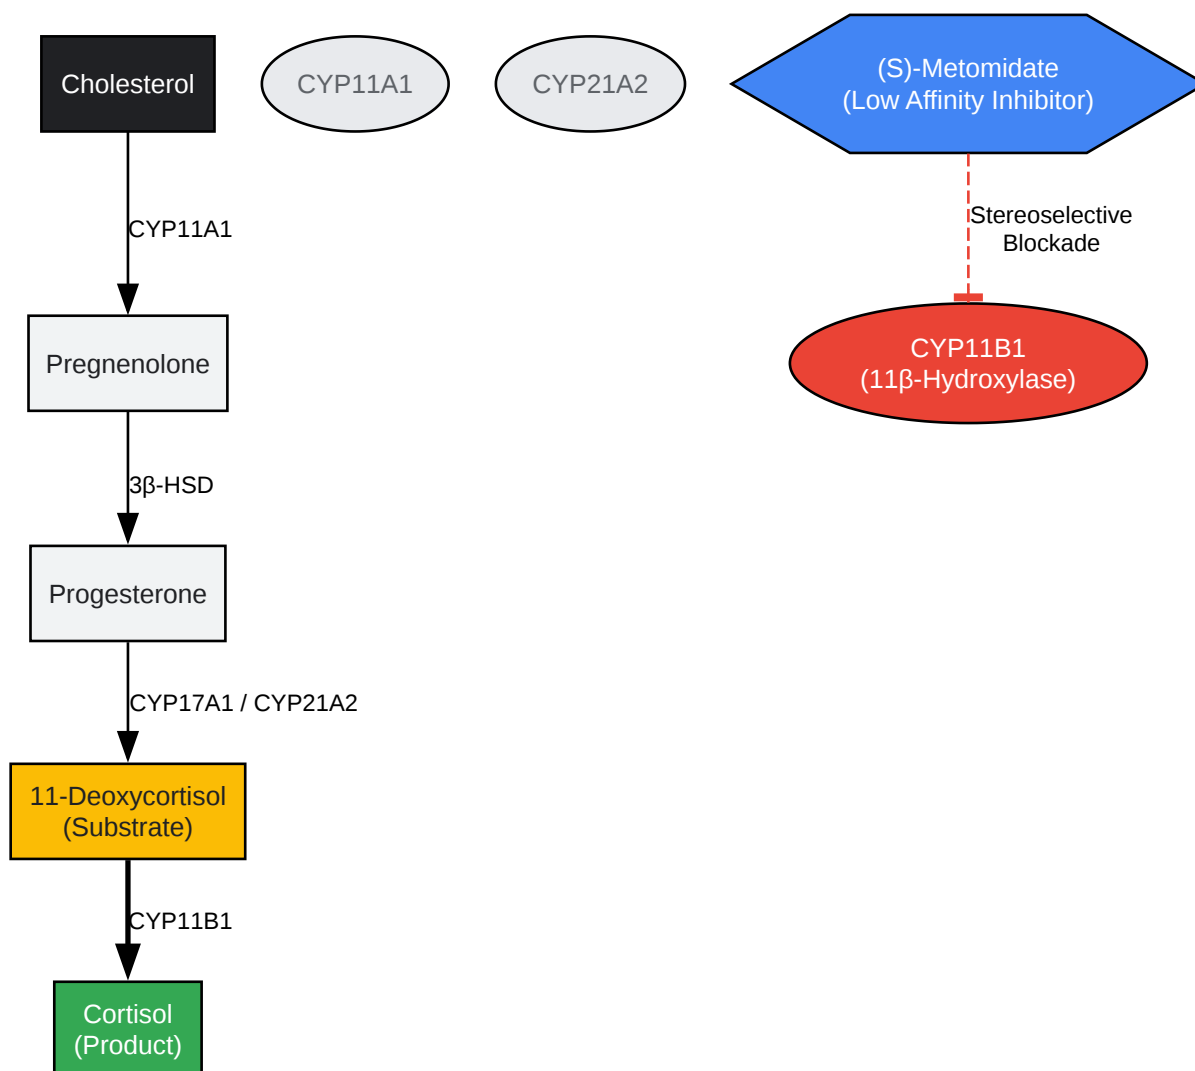 Cholesterol
CYP11A1
CYP21A2
(S)-Metomidate
(Low Affinity Inhibitor)
CYP11A1
Stereoselective
Blockade
Pregnenolone
CYP11B1
(11β-Hydroxylase)
3β-HSD
Progesterone
CYP17A1 / CYP21A2
11-Deoxycortisol
(Substrate)
CYP11B1
Cortisol
(Product)